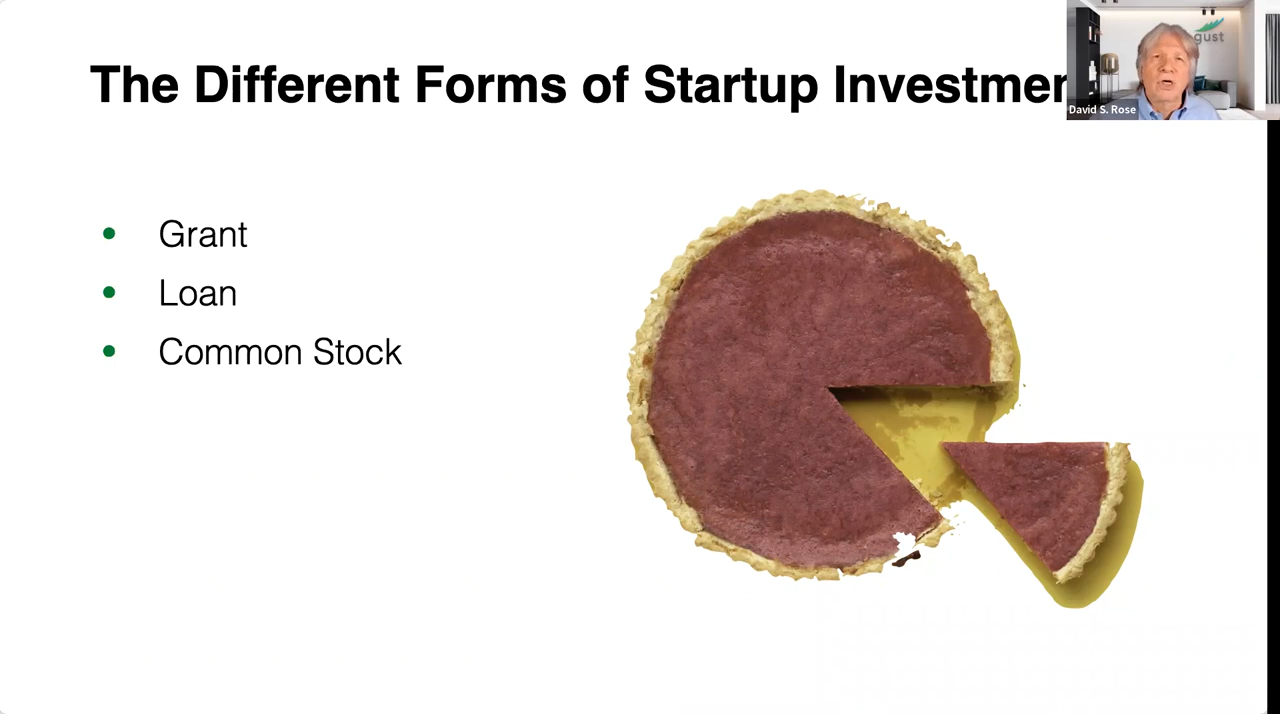 The Different Forms of Startup Investmen
gust
David S. Rose
• Grant
• Loan
• Common Stock